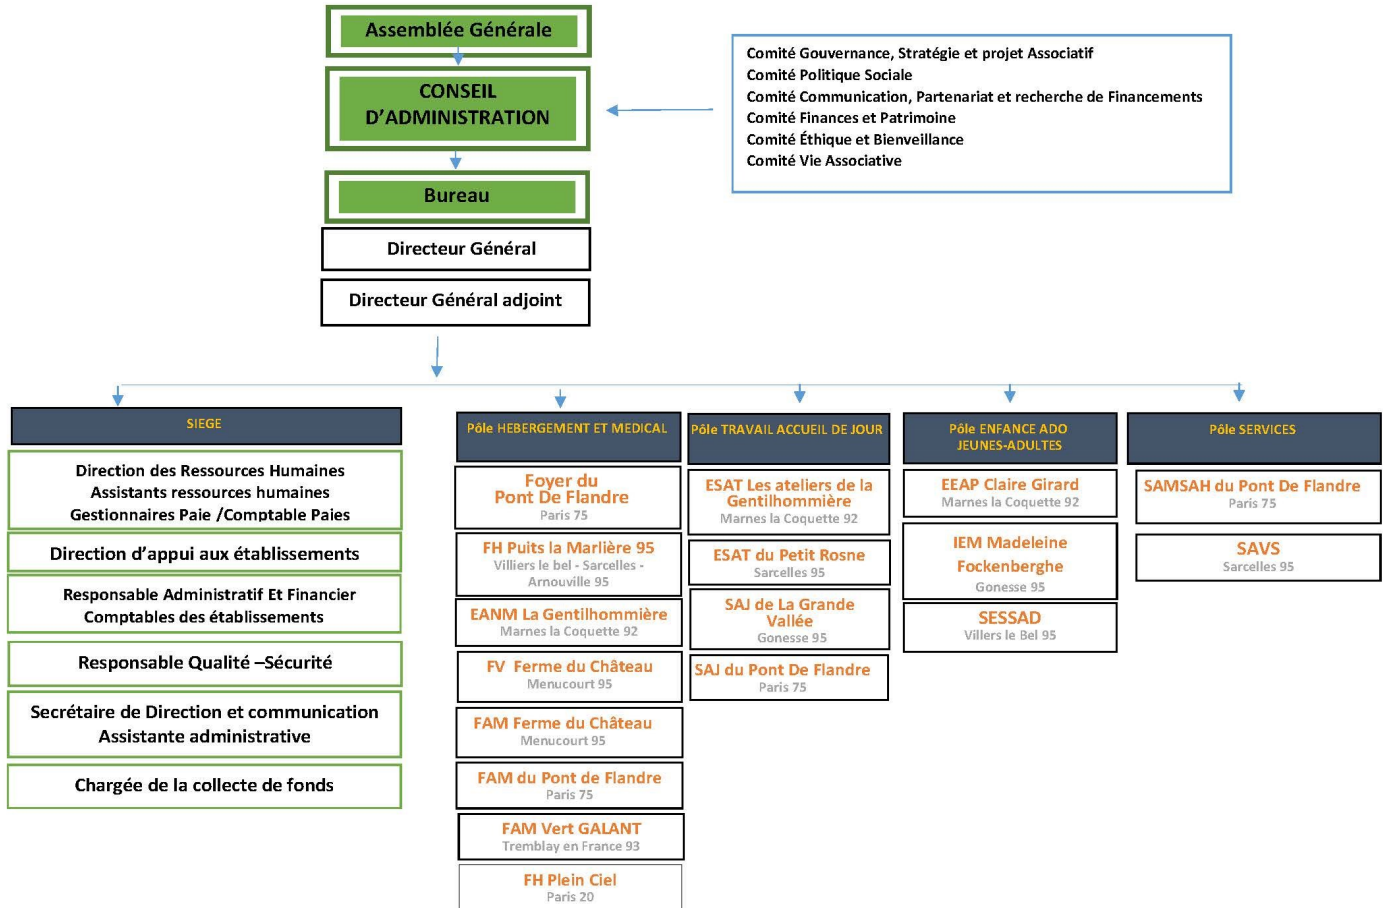 Assemblée Générale
CONSEIL
D’ADMINISTRATION
Bureau
Directeur Général
Directeur Général adjoint
Comité Gouvernance, Stratégie et projet Associatif
Comité Politique Sociale
Comité Communication, Partenariat et recherche de Financements
Comité Finances et Patrimoine
Comité Éthique et Bienveillance
Comité Vie Associative
SIEGE
Direction des Ressources Humaines
Assistants ressources humaines
Gestionnaires Paie /Comptable Paies
Direction d’appui aux établissements
Responsable Administratif Et Financier
Comptables des établissements
Responsable Qualité –Sécurité
Secrétaire de Direction et communication
Assistante administrative
Chargée de la collecte de fonds
Pôle HEBERGEMENT ET MEDICAL
Foyer du
Pont De Flandre
Paris 75
FH Puits la Marlière 95
Villiers le bel - Sarcelles -
Arnouville 95
EANM La Gentilhommière
Marnes la Coquette 92
FV Ferme du Château
Menucourt 95
FAM Ferme du Château
Menucourt 95
FAM du Pont de Flandre
Paris 75
FAM Vert GALANT
Tremblay en France 93
FH Plein Ciel
Paris 20
Pôle TRAVAIL ACCUEIL DE JOUR
ESAT Les ateliers de la
Gentilhommière
Marnes la Coquette 92
ESAT du Petit Rosne
Sarcelles 95
SAJ de La Grande
Vallée
Gonesse 95
SAJ du Pont De Flandre
Paris 75
Pôle ENFANCE ADO
JEUNES-ADULTES
EEAP Claire Girard
Marnes la Coquette 92
IEM Madeleine
Fockenberghe
Gonesse 95
SESSAD
Villers le Bel 95
Pôle SERVICES
SAMSAH du Pont De Flandre
Paris 75
SAVS
Sarcelles 95